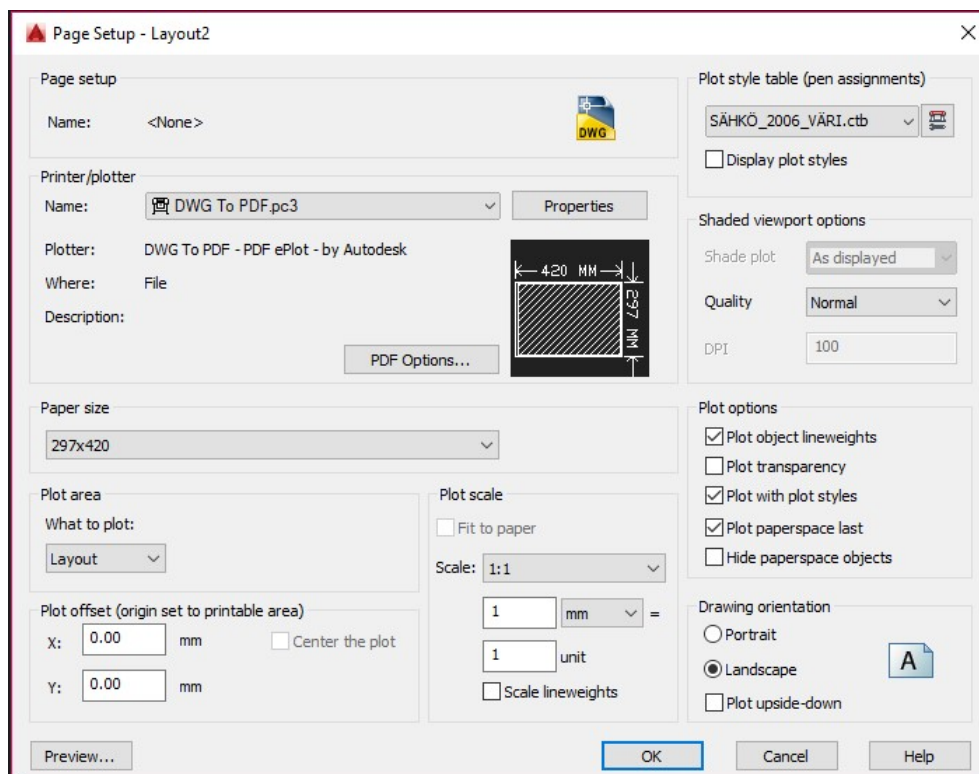 Page Setup - Layout2
Page setup
Name: <None>
DWG
Printer/plotter
Name: DWG To PDF.pc3
Properties
Plotter: DWG To PDF - PDF ePlot - by Autodesk
Where: File
Description:
PDF Options...
420 MM
297 MM
Paper size
297x420
Plot area
What to plot:
Layout
Plot offset (origin set to printable area)
X: 0.00 mm
Center the plot
Y: 0.00 mm
Plot scale
Fit to paper
Scale: 1:1
1 mm =
1 unit
Scale lineweights
Plot style table (pen assignments)
SÄHKÖ_2006_VÄRI.ctb
Display plot styles
Shaded viewport options
Shade plot As displayed
Quality Normal
DPI 100
Plot options
Plot object lineweights
Plot transparency
Plot with plot styles
Plot paperspace last
Hide paperspace objects
Drawing orientation
Portrait
Landscape
A
Plot upside-down
Preview...
OK
Cancel
Help